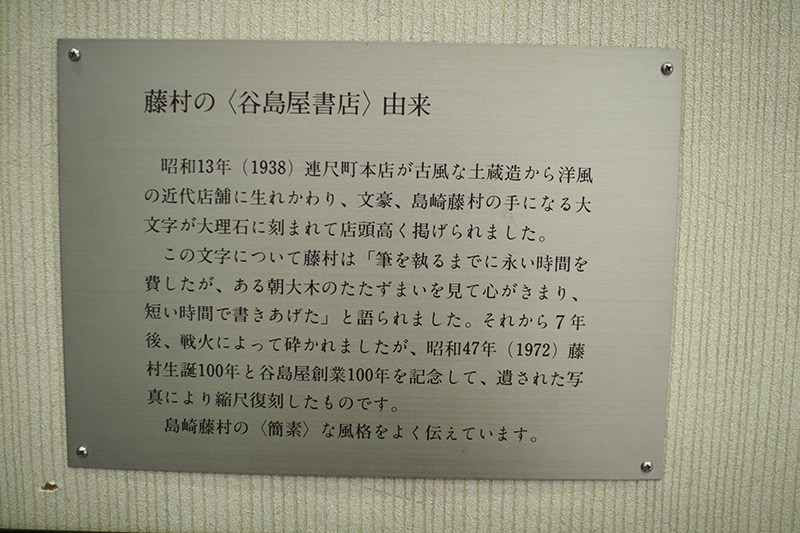 藤村の〈谷島屋書店〉由来
昭和13年（1938）連尺町本店が古風な土蔵造から洋風
の近代店舗に生れかわり、文豪、島崎藤村の手になる大
文字が大理石に刻まれて店頭高く掲げられました。
この文字について藤村は「筆を執るまでに永い時間を
費したが、ある朝大木のたたずまいを見て心がきまり、
短い時間で書きあげた」と語られました。それから７年
後、戦火によって砕かれましたが、昭和47年（1972）藤
村生誕100年と谷島屋創業100年を記念して、遺された写
真により縮尺復刻したものです。
島崎藤村の〈簡素〉な風格をよく伝えています。